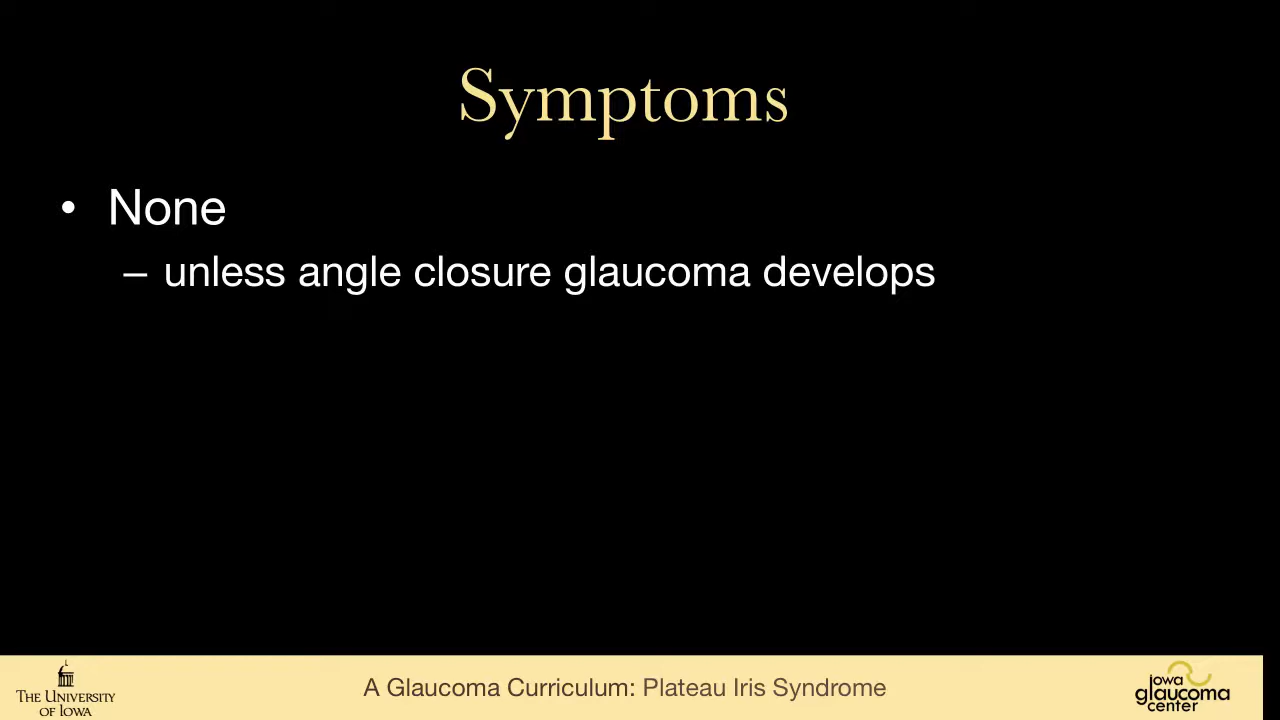 Symptoms
• None
– unless angle closure glaucoma develops
THE UNIVERSITY
OF IOWA
A Glaucoma Curriculum: Plateau Iris Syndrome
iowa
glaucoma
center